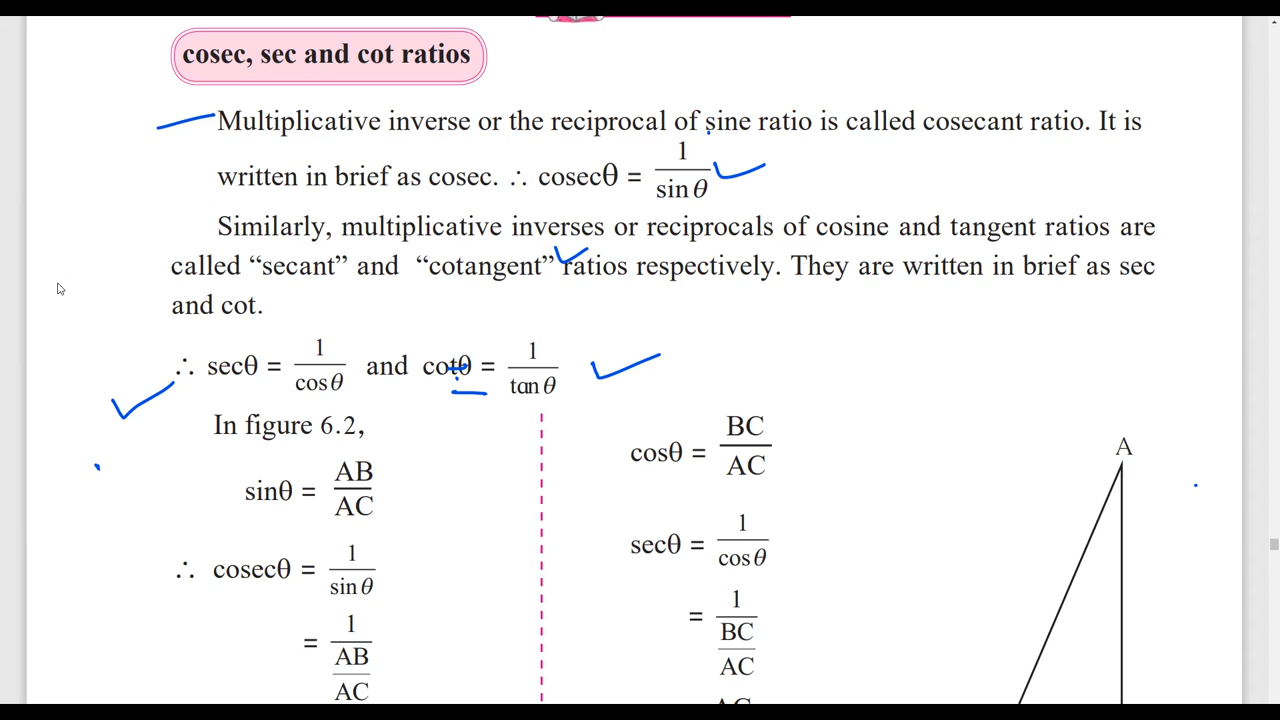 cosec, sec and cot ratios
Multiplicative inverse or the reciprocal of sine ratio is called cosecant ratio. It is
written in brief as cosec. ∴ cosecθ = 1/sin θ
Similarly, multiplicative inverses or reciprocals of cosine and tangent ratios are
called “secant” and “cotangent” ratios respectively. They are written in brief as sec
and cot.
∴ secθ = 1/cos θ and cotθ = 1/tan θ
In figure 6.2,
sinθ = AB/AC
∴ cosecθ = 1/sin θ
= 1/(AB/AC)
cosθ = BC/AC
secθ = 1/cos θ
= 1/(BC/AC)
A